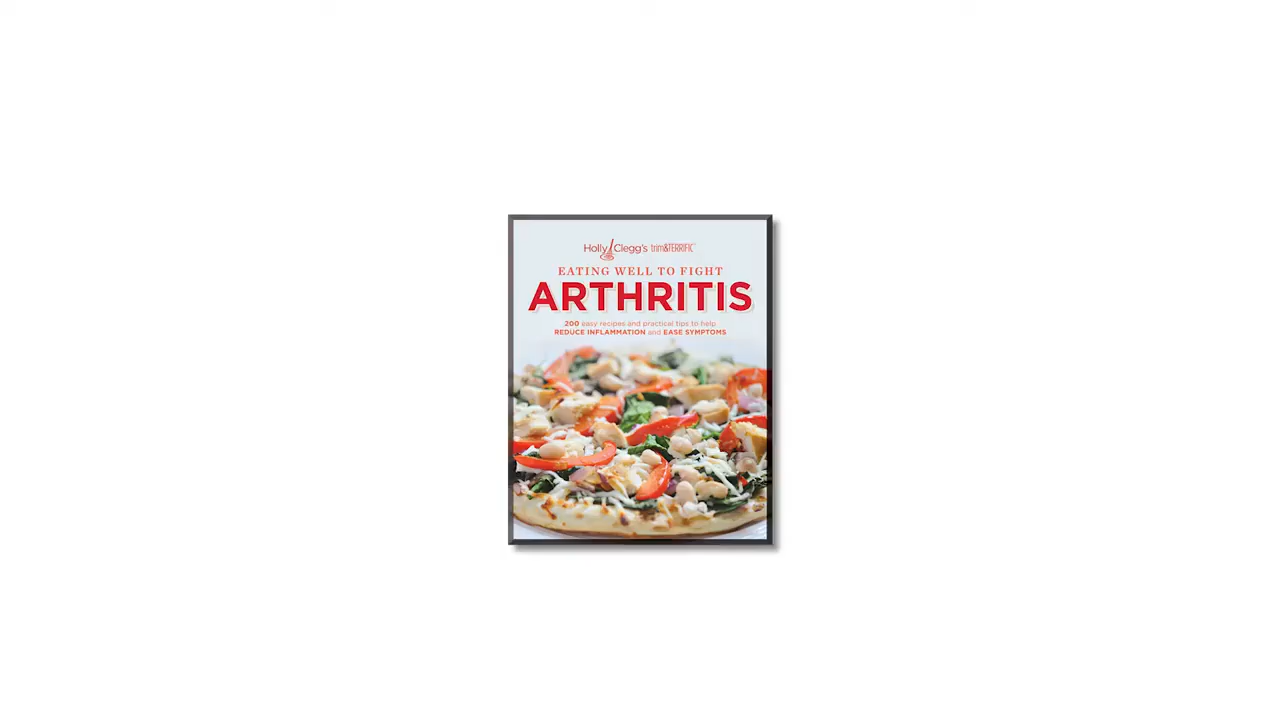 Holly Clegg's trim&TERRIFIC™
EATING WELL TO FIGHT
ARTHRITIS
200 easy recipes and practical tips to help
REDUCE INFLAMMATION and EASE SYMPTOMS